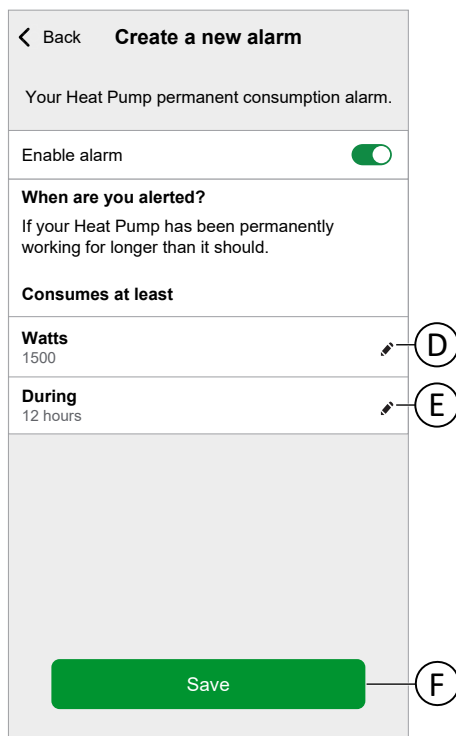 Back Create a new alarm
Your Heat Pump permanent consumption alarm.
Enable alarm
When are you alerted?
If your Heat Pump has been permanently
working for longer than it should.
Consumes at least
Watts
1500
D
During
12 hours
E
Save
F